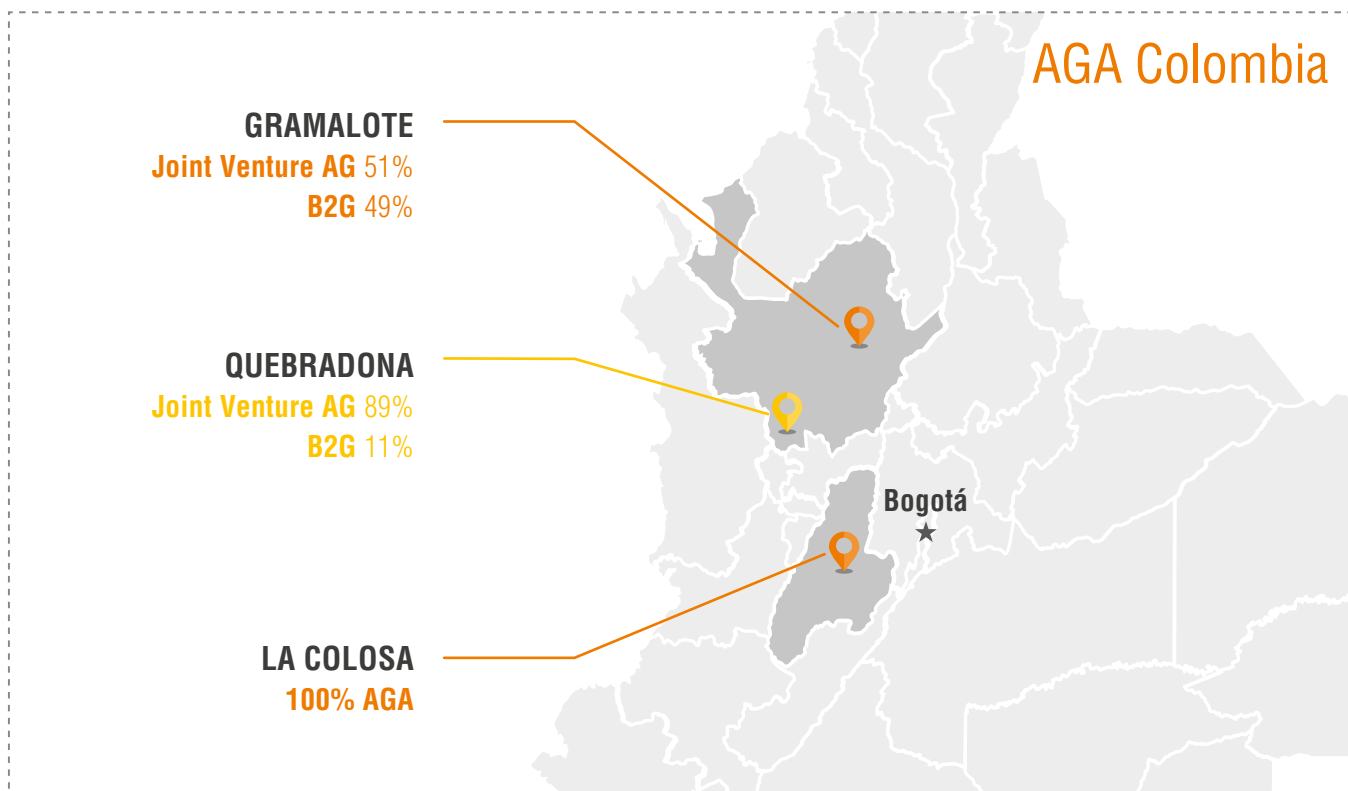 AGA Colombia
GRAMALOTE
Joint Venture AG 51%
B2G 49%
QUEBRADONA
Joint Venture AG 89%
B2G 11%
Bogotá
LA COLOSA
100% AGA